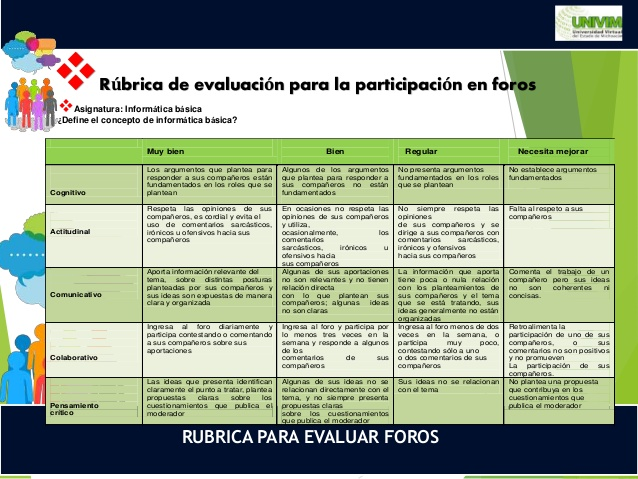 UNIVIM
Universidad Virtual
del Estado de Michoacán
Rúbrica de evaluación para la participación en foros
Asignatura: Informática básica
¿Define el concepto de informática básica?
Muy bien
Bien
Regular
Necesita mejorar
Cognitivo
Los argumentos que plantea para
responder a sus compañeros están
fundamentados en los roles que se
plantean
Algunos de los argumentos
que plantea para responder a
sus compañeros no están
fundamentados
No presenta argumentos
fundamentados en los roles
que se plantean
No establece argumentos
fundamentados
Actitudinal
Respeta las opiniones de sus
compañeros, es cordial y evita el
uso de comentarios sarcásticos,
irónicos u ofensivos hacia sus
compañeros
En ocasiones no respeta las
opiniones de sus compañeros
y utiliza,
ocasionalmente, los
comentarios
sarcásticos, irónicos u
ofensivos hacia
sus compañeros
No siempre respeta las
opiniones
de sus compañeros y se
dirige a sus compañeros con
comentarios sarcásticos,
irónicos y ofensivos
hacia sus compañeros
Falta al respeto a sus
compañeros
Comunicativo
Aporta información relevante del
tema, sobre distintas posturas
planteadas por sus compañeros y
sus ideas son expuestas de manera
clara y organizada
Algunas de sus aportaciones
no son relevantes y no tienen
relación directa
con lo que plantean sus
compañeros; algunas ideas
no son claras
La información que aporta
tiene poca o nula relación
con los planteamientos de
sus compañeros y el tema
que se está tratando, sus
ideas generalmente no están
organizadas
Comenta el trabajo de un
compañero pero sus ideas
no son coherentes ni
concisas.
Colaborativo
Ingresa al foro diariamente y
participa contestando o comentando
a sus compañeros sobre sus
aportaciones
Ingresa al foro y participa por
lo menos tres veces en la
semana y responde a algunos
de los
comentarios de sus
compañeros
Ingresa al foro menos de dos
veces en la semana, o
participa muy poco,
contestando sólo a uno
o dos comentarios de sus
compañeros
Retroalimenta la
participación de uno de sus
compañeros, o sus
comentarios no son positivos
y no promueven
La participación de sus
compañeros.
Pensamiento
crítico
Las ideas que presenta identifican
claramente el punto a tratar, plantea
propuestas claras sobre los
cuestionamientos que publica el
moderador
Algunas de sus ideas no se
relacionan directamente con el
tema, y no siempre presenta
propuestas claras
sobre los cuestionamientos
que publica el moderador
Sus ideas no se relacionan
con el tema
No plantea una propuesta
que contribuya en los
cuestionamientos que
publica el moderador
RUBRICA PARA EVALUAR FOROS